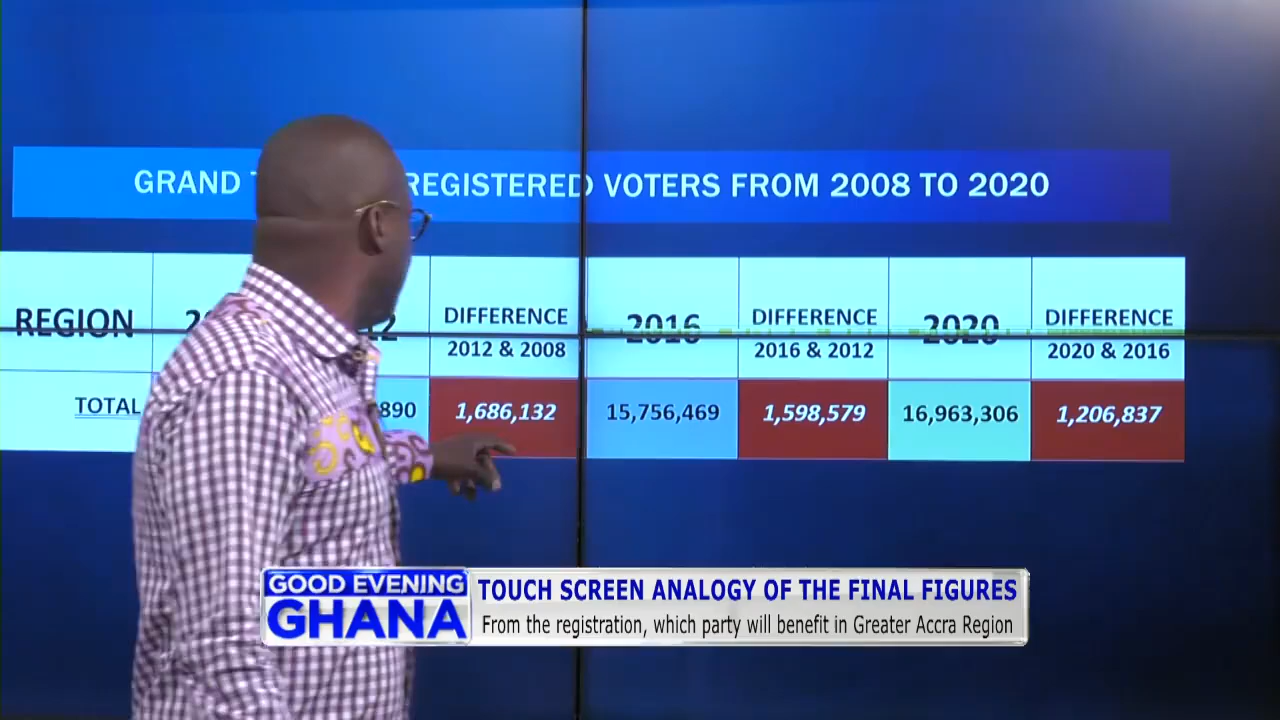 GRAND REGISTERED VOTERS FROM 2008 TO 2020
REGION
DIFFERENCE
2012 & 2008
2016
DIFFERENCE
2016 & 2012
2020
DIFFERENCE
2020 & 2016
TOTAL
890
1,686,132
15,756,469
1,598,579
16,963,306
1,206,837
GOOD EVENING
GHANA
TOUCH SCREEN ANALOGY OF THE FINAL FIGURES
From the registration, which party will benefit in Greater Accra Region